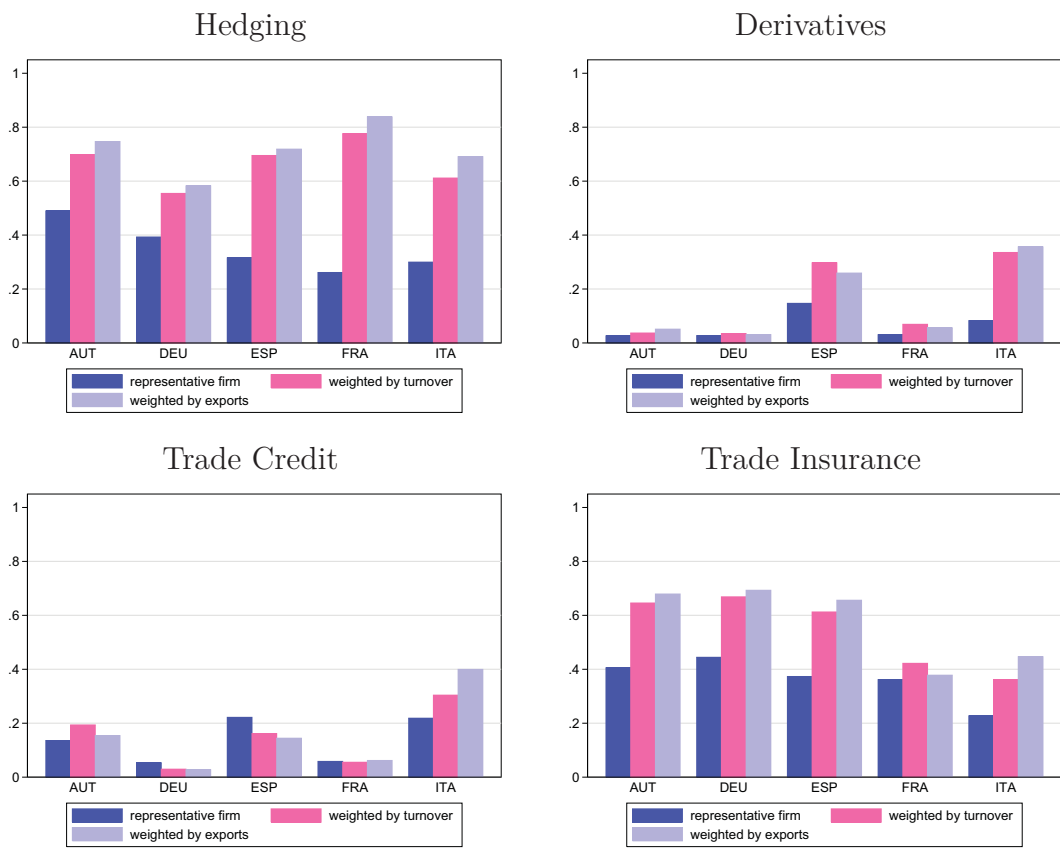 Hedging
1
.8
.6
.4
.2
0
AUT DEU ESP FRA ITA
representative firm weighted by turnover
weighted by exports
Derivatives
1
.8
.6
.4
.2
0
AUT DEU ESP FRA ITA
representative firm weighted by turnover
weighted by exports
Trade Credit
1
.8
.6
.4
.2
0
AUT DEU ESP FRA ITA
representative firm weighted by turnover
weighted by exports
Trade Insurance
1
.8
.6
.4
.2
0
AUT DEU ESP FRA ITA
representative firm weighted by turnover
weighted by exports